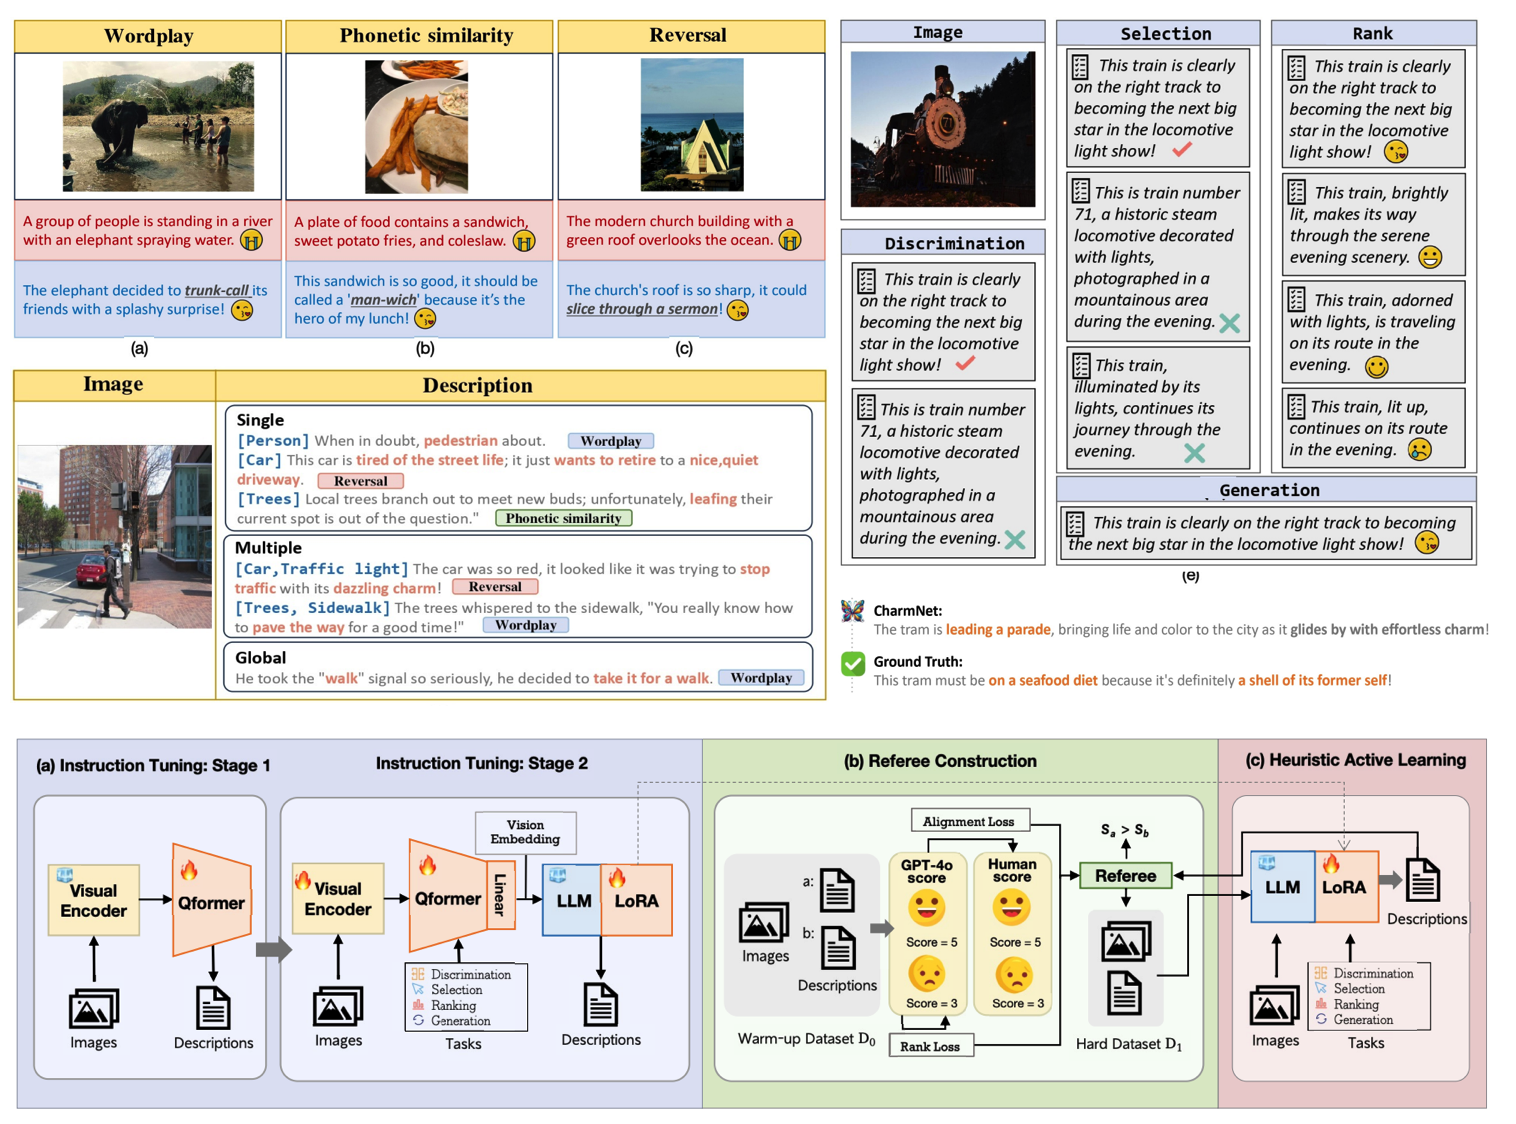 Wordplay
Phonetic similarity
Reversal
A group of people is standing in a river
with an elephant spraying water.
A plate of food contains a sandwich,
sweet potato fries, and coleslaw.
The modern church building with a
green roof overlooks the ocean.
The elephant decided to trunk-call its
friends with a splashy surprise!
This sandwich is so good, it should be
called a 'man-wich' because it's the
hero of my lunch!
The church's roof is so sharp, it could
slice through a sermon!
(a)
(b)
(c)
Image
Description
Single
[Person] When in doubt, pedestrian about. Wordplay
[Car] This car is tired of the street life; it just wants to retire to a nice,quiet
driveway. Reversal
[Trees] Local trees branch out to meet new buds; unfortunately, leafing their
current spot is out of the question." Phonetic similarity
Multiple
[Car,Traffic light] The car was so red, it looked like it was trying to stop
traffic with its dazzling charm! Reversal
[Trees, Sidewalk] The trees whispered to the sidewalk, "You really know how
to pave the way for a good time!" Wordplay
Global
He took the "walk" signal so seriously, he decided to take it for a walk. Wordplay
Image
71
Discrimination
This train is clearly
on the right track to
becoming the next big
star in the locomotive
light show!
This is train number
71, a historic steam
locomotive decorated
with lights,
photographed in a
mountainous area
during the evening.
Selection
This train is clearly
on the right track to
becoming the next big
star in the locomotive
light show!
This is train number
71, a historic steam
locomotive decorated
with lights,
photographed in a
mountainous area
during the evening.
This train,
illuminated by its
lights, continues its
journey through the
evening.
Rank
This train is clearly
on the right track to
becoming the next big
star in the locomotive
light show!
This train, brightly
lit, makes its way
through the serene
evening scenery.
This train, adorned
with lights, is traveling
on its route in the
evening.
This train, lit up,
continues on its route
in the evening.
Generation
This train is clearly on the right track to becoming
the next big star in the locomotive light show!
(e)
CharmNet:
The tram is leading a parade, bringing life and color to the city as it glides by with effortless charm!
Ground Truth:
This tram must be on a seafood diet because it's definitely a shell of its former self!
(a) Instruction Tuning: Stage 1
Visual
Encoder
Qformer
Images
Descriptions
Instruction Tuning: Stage 2
Vision
Embedding
Visual
Encoder
Qformer
Linear
LLM
LoRA
Discrimination
Selection
Ranking
Generation
Images
Tasks
Descriptions
(b) Referee Construction
Alignment Loss
GPT-4o
score
Human
score
a:
b:
Images
Descriptions
Score = 5
Score = 5
Score = 3
Score = 3
Warm-up Dataset D0
Rank Loss
Sa > Sb
Referee
Hard Dataset D1
(c) Heuristic Active Learning
LLM
LoRA
Descriptions
Discrimination
Selection
Ranking
Generation
Images
Tasks